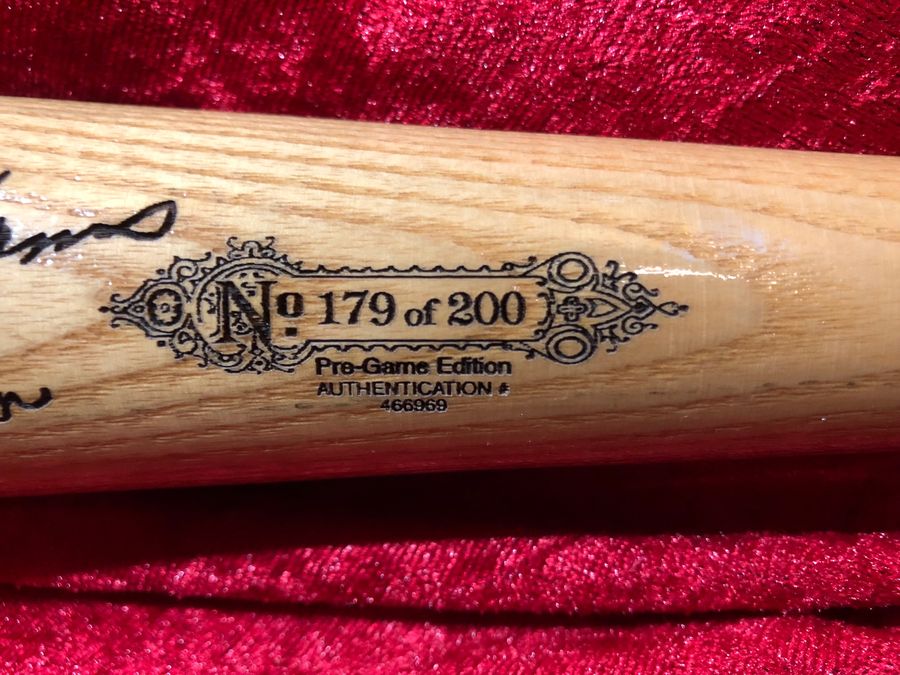 No. 179 of 200
Pre-Game Edition
AUTHENTICATION #
466969